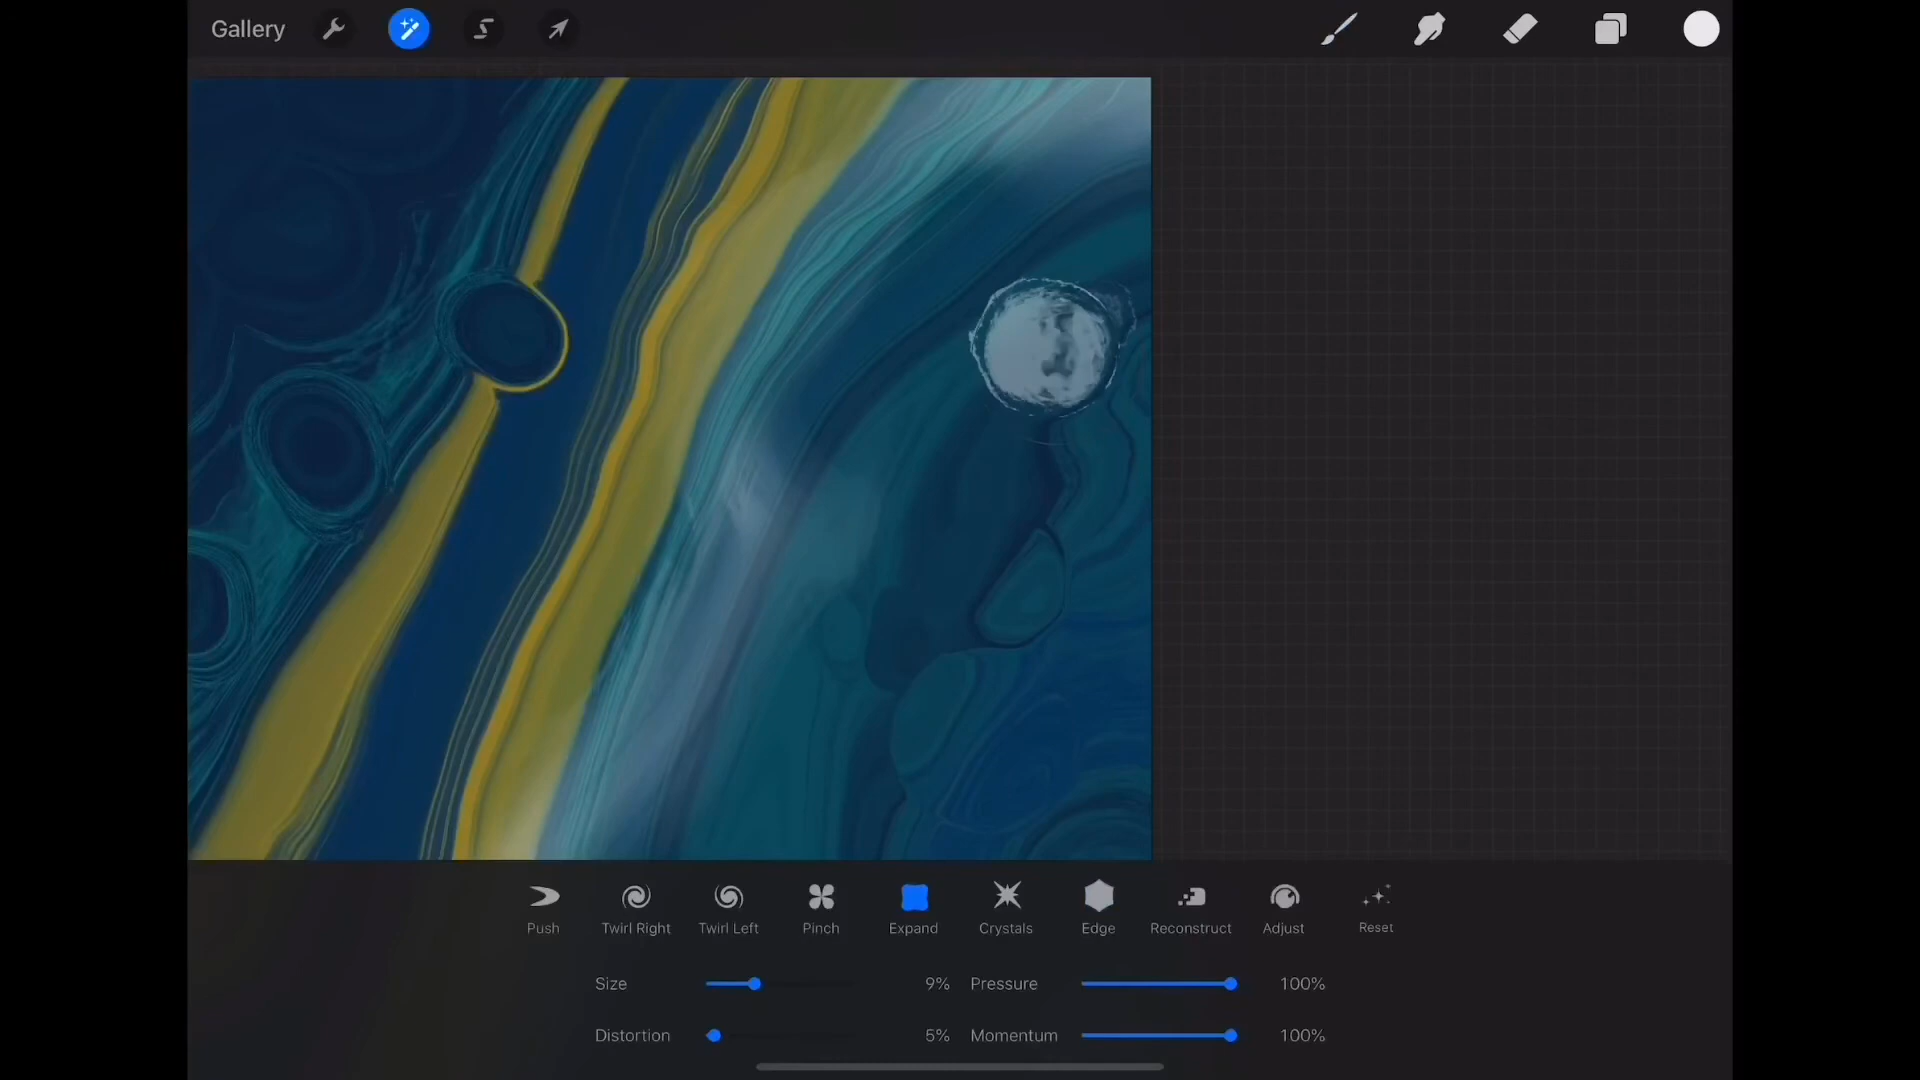 Gallery
Push Twirl Right Twirl Left Pinch Expand Crystals Edge Reconstruct Adjust Reset
Size 9% Pressure 100%
Distortion 5% Momentum 100%